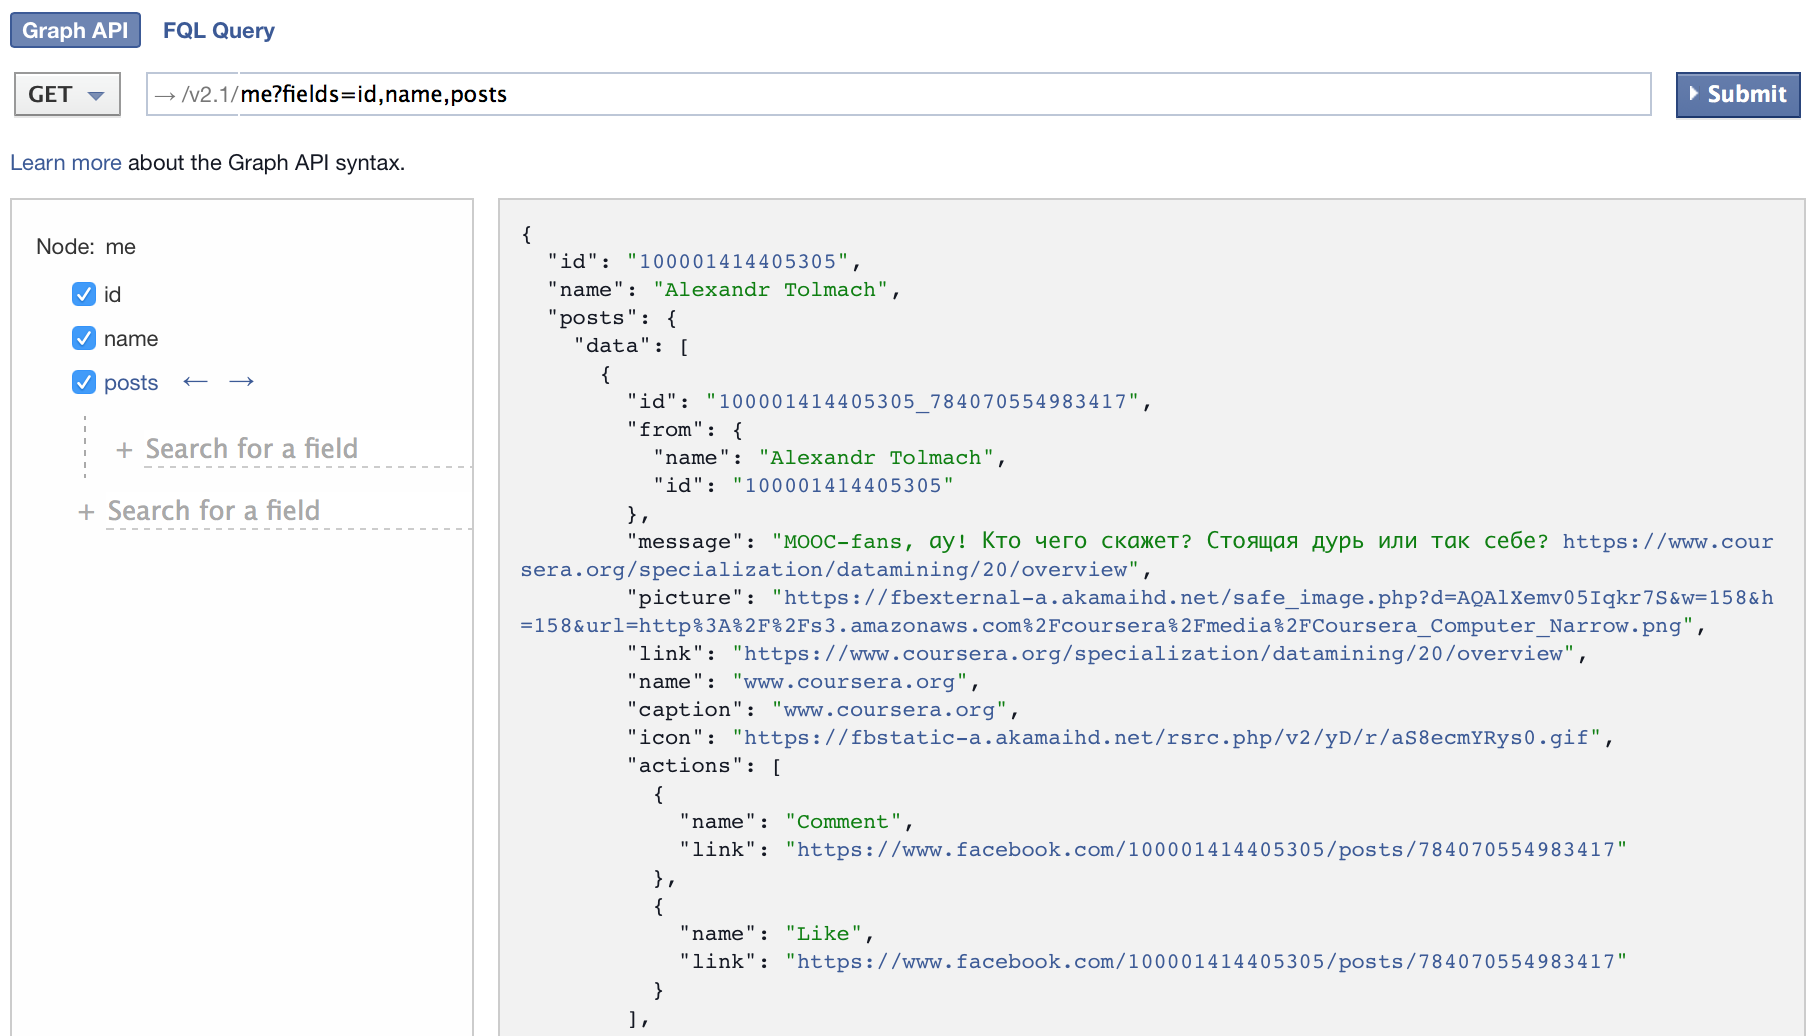 Graph API FQL Query
GET → /v2.1/me?fields=id,name,posts Submit
Learn more about the Graph API syntax.
Node: me
id
name
posts ← →
+ Search for a field
+ Search for a field
{
"id": "100001414405305",
"name": "Alexandr Tolmach",
"posts": {
"data": [
{
"id": "100001414405305_784070554983417",
"from": {
"name": "Alexandr Tolmach",
"id": "100001414405305"
},
"message": "MOOC-fans, ау! Кто чего скажет? Стоящая дурь или так себе? https://www.cour
sera.org/specialization/datamining/20/overview",
"picture": "https://fbexternal-a.akamaihd.net/safe_image.php?d=AQAlXemv05Iqkr7S&w=158&h
=158&url=http%3A%2F%2Fs3.amazonaws.com%2Fcoursera%2Fmedia%2FCoursera_Computer_Narrow.png",
"link": "https://www.coursera.org/specialization/datamining/20/overview",
"name": "www.coursera.org",
"caption": "www.coursera.org",
"icon": "https://fbstatic-a.akamaihd.net/rsrc.php/v2/yD/r/aS8ecmYRys0.gif",
"actions": [
{
"name": "Comment",
"link": "https://www.facebook.com/100001414405305/posts/784070554983417"
},
{
"name": "Like",
"link": "https://www.facebook.com/100001414405305/posts/784070554983417"
}
],